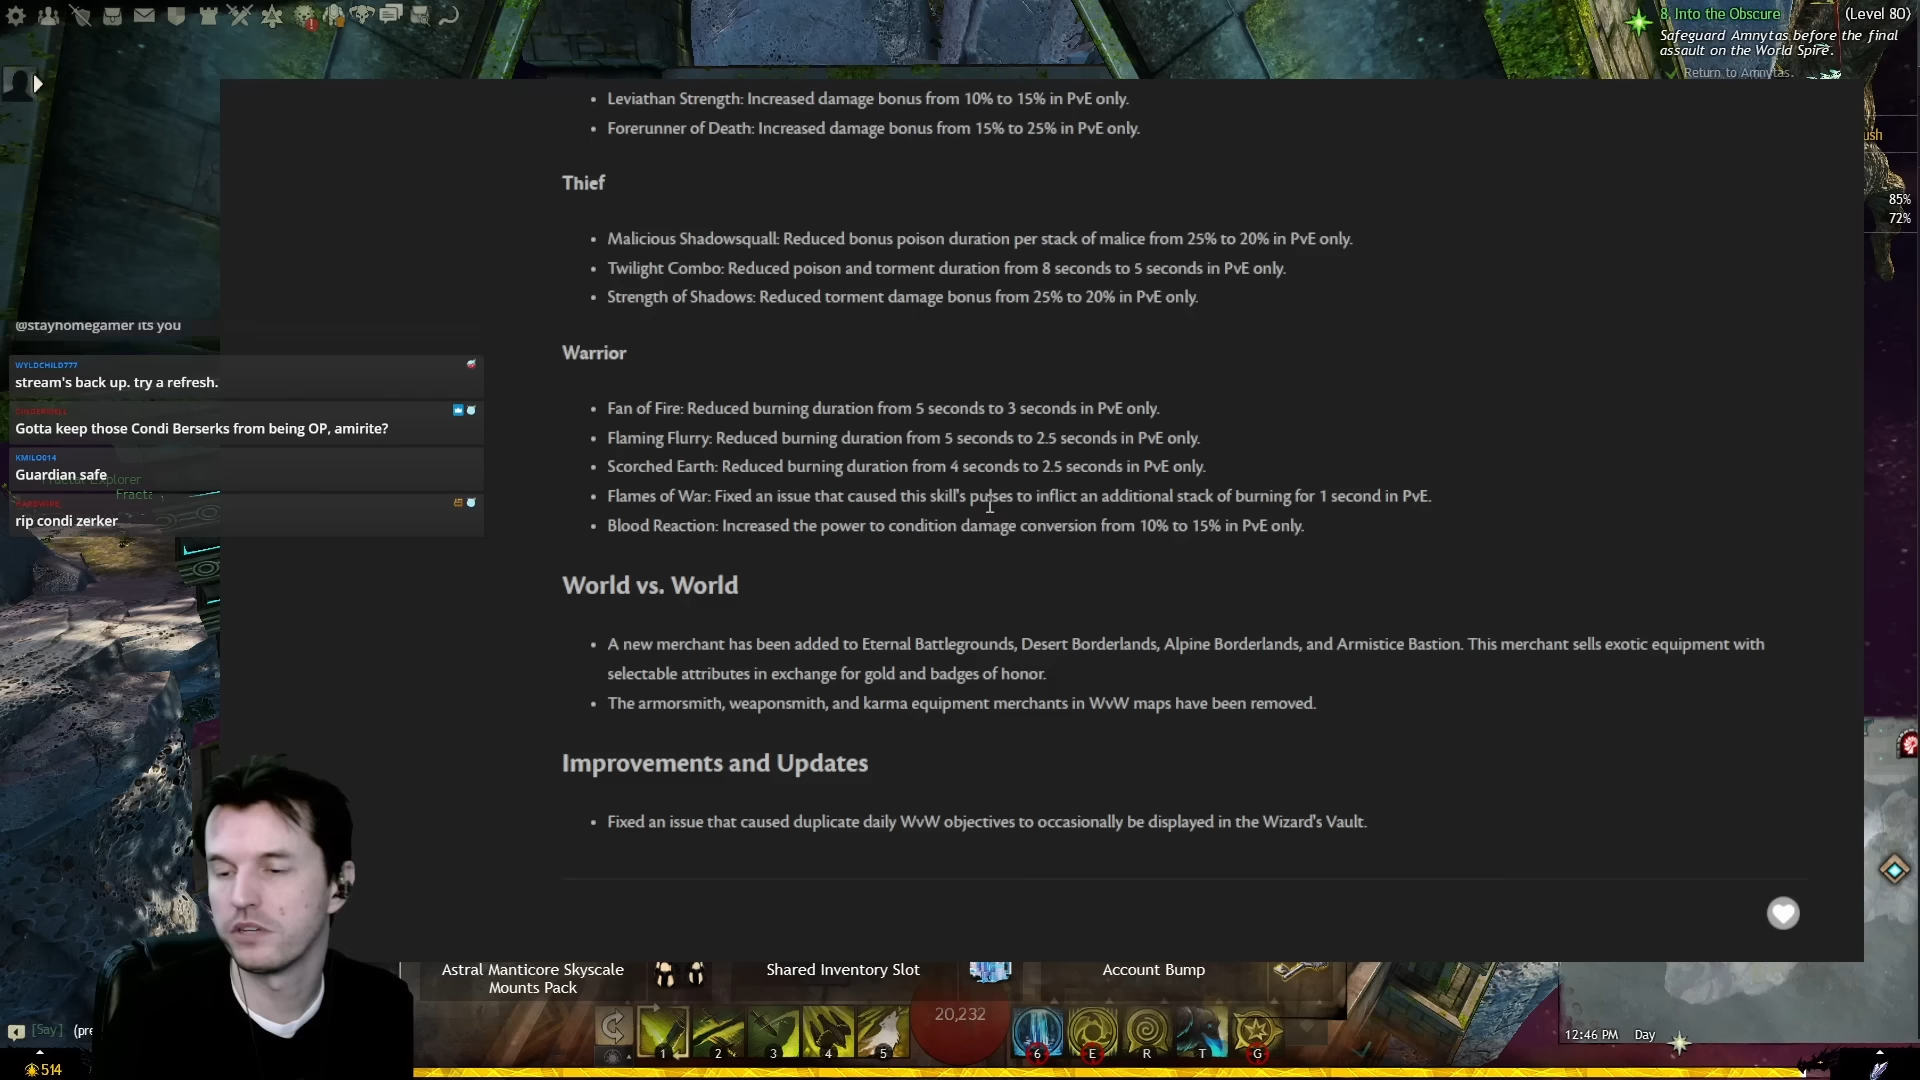 8. Into the Obscure
(Level 80)
Safeguard Amnytas before the final
assault on the World Spire.
Return to Amnytas.
85%
72%
• Leviathan Strength: Increased damage bonus from 10% to 15% in PvE only.
• Forerunner of Death: Increased damage bonus from 15% to 25% in PvE only.
Thief
• Malicious Shadowsquall: Reduced bonus poison duration per stack of malice from 25% to 20% in PvE only.
• Twilight Combo: Reduced poison and torment duration from 8 seconds to 5 seconds in PvE only.
• Strength of Shadows: Reduced torment damage bonus from 25% to 20% in PvE only.
Warrior
• Fan of Fire: Reduced burning duration from 5 seconds to 3 seconds in PvE only.
• Flaming Flurry: Reduced burning duration from 5 seconds to 2.5 seconds in PvE only.
• Scorched Earth: Reduced burning duration from 4 seconds to 2.5 seconds in PvE only.
• Flames of War: Fixed an issue that caused this skill's pulses to inflict an additional stack of burning for 1 second in PvE.
• Blood Reaction: Increased the power to condition damage conversion from 10% to 15% in PvE only.
World vs. World
• A new merchant has been added to Eternal Battlegrounds, Desert Borderlands, Alpine Borderlands, and Armistice Bastion. This merchant sells exotic equipment with
selectable attributes in exchange for gold and badges of honor.
• The armorsmith, weaponsmith, and karma equipment merchants in WvW maps have been removed.
Improvements and Updates
• Fixed an issue that caused duplicate daily WvW objectives to occasionally be displayed in the Wizard's Vault.
@stayhomegamer its you
WYLDCHILD777
stream's back up. try a refresh.
Gotta keep those Condi Berserks from being OP, amirite?
KMILO014
Guardian safe
Explorer
rip condi zerker
Astral Manticore Skyscale
Mounts Pack
Shared Inventory Slot
Account Bump
20,232
1
2
3
4
5
6
E
R
T
G
[Say]
12:46 PM Day
514